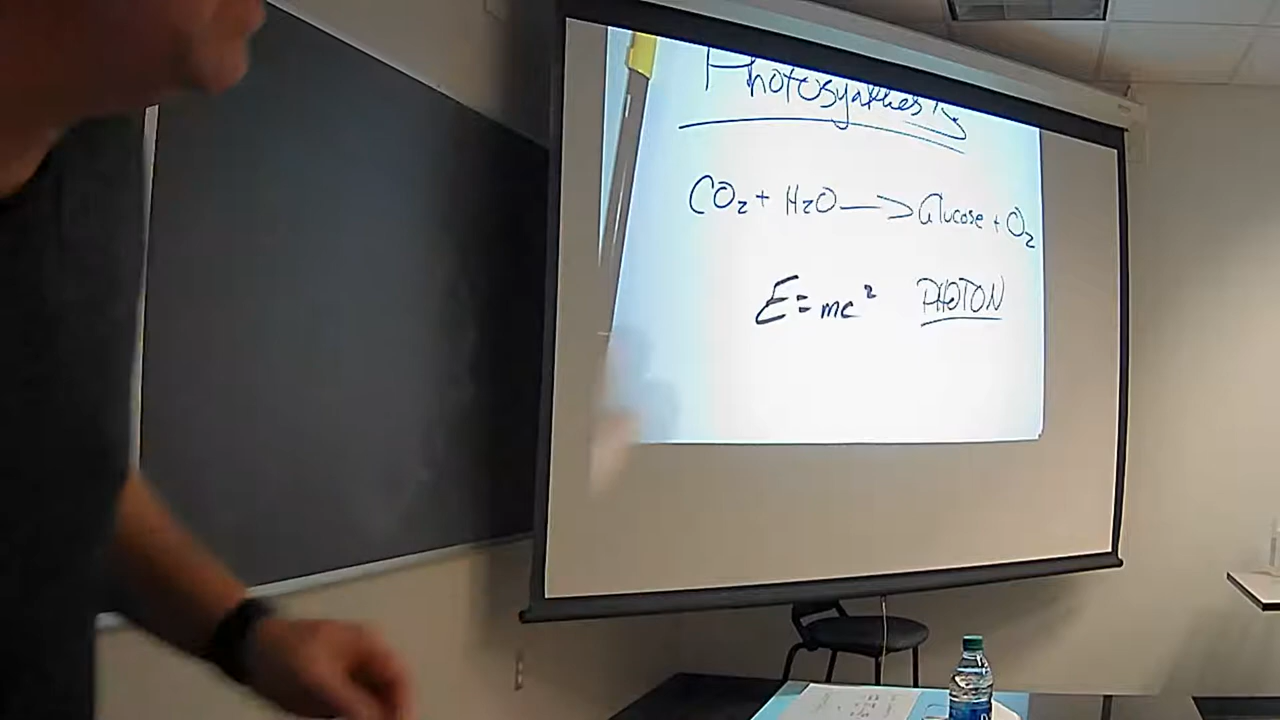 Photosynthesis
CO₂ + H₂O → Glucose + O₂
E=mc² PHOTON